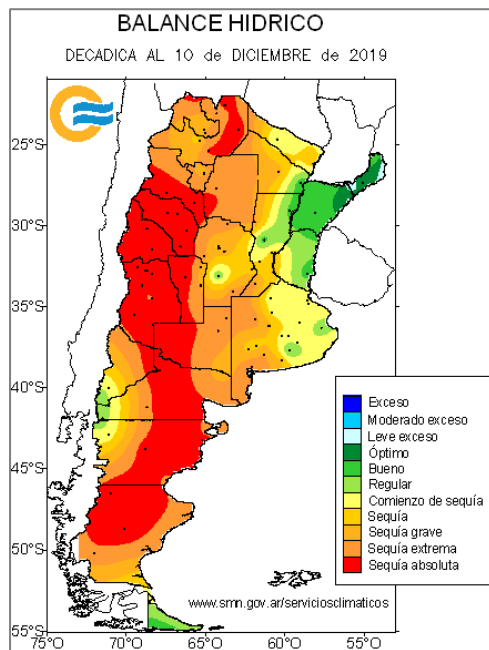 BALANCE HIDRICO
DECADICA AL 10 de DICIEMBRE de 2019
25°S
30°S
35°S
40°S
45°S
50°S
55°S
75°O
70°O
65°O
60°O
55°O
Exceso
Moderado exceso
Leve exceso
Óptimo
Bueno
Regular
Comienzo de sequía
Sequía
Sequía grave
Sequía extrema
Sequía absoluta
www.smn.gov.ar/serviciosclimaticos